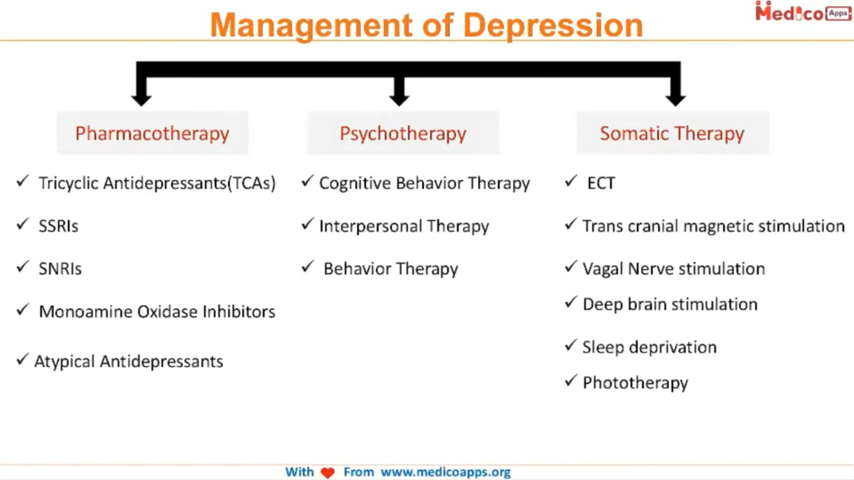 Medico Apps
Management of Depression
Pharmacotherapy
Tricyclic Antidepressants(TCAs)
SSRIs
SNRIs
Monoamine Oxidase Inhibitors
Atypical Antidepressants
Psychotherapy
Cognitive Behavior Therapy
Interpersonal Therapy
Behavior Therapy
Somatic Therapy
ECT
Trans cranial magnetic stimulation
Vagal Nerve stimulation
Deep brain stimulation
Sleep deprivation
Phototherapy
With ❤ From www.medicoapps.org